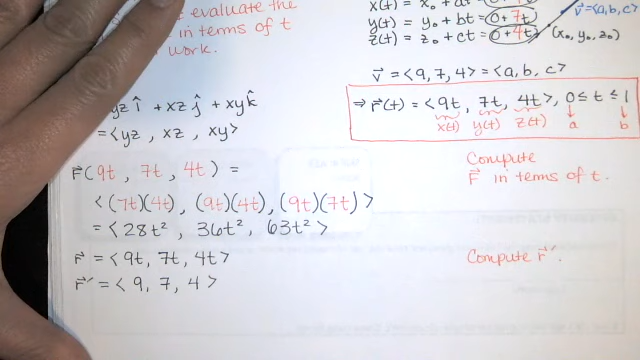 evaluate the
in terms of t
work.
x(t) = x₀ + at =
y(t) = y₀ + bt = 0 + 7t
z(t) = z₀ + ct = 0 + 4t
v⃗ = <a, b, c>
(x₀, y₀, z₀)
v⃗ = <9, 7, 4> = <a, b, c>
⇒ r⃗(t) = <9t, 7t, 4t>, 0 ≤ t ≤ 1
x(t) y(t) z(t) a b
yz î + xz ĵ + xy k̂
= <yz, xz, xy>
F⃗(9t, 7t, 4t) =
<(7t)(4t), (9t)(4t), (9t)(7t)>
= <28t², 36t², 63t²>
Compute
F⃗ in terms of t.
r⃗ = <9t, 7t, 4t>
r⃗′ = <9, 7, 4>
Compute r⃗′.